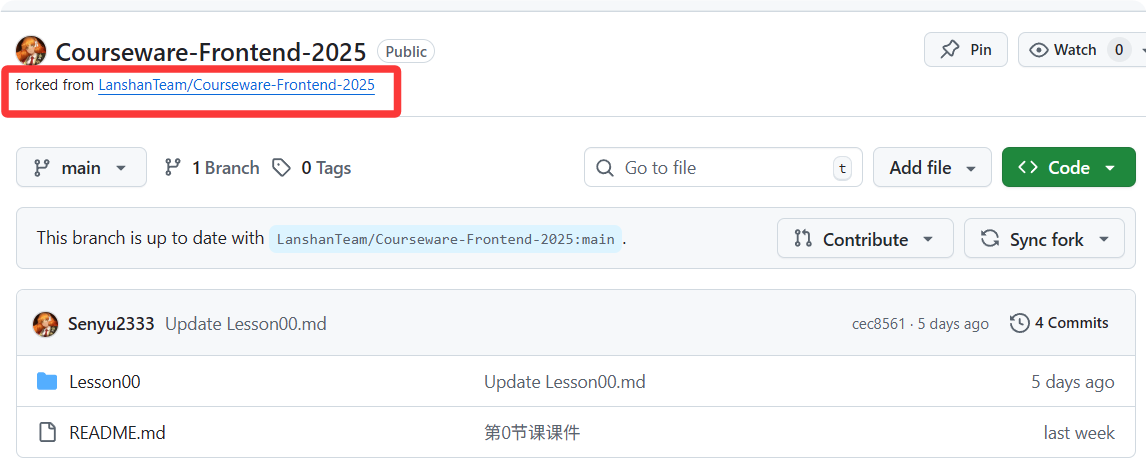 Courseware-Frontend-2025 Public Pin Watch 0
forked from LanshanTeam/Courseware-Frontend-2025
main 1 Branch 0 Tags Go to file t Add file Code
This branch is up to date with LanshanTeam/Courseware-Frontend-2025:main . Contribute Sync fork
Senyu2333 Update Lesson00.md cec8561 · 5 days ago 4 Commits
Lesson00 Update Lesson00.md 5 days ago
README.md 第0节课课件 last week